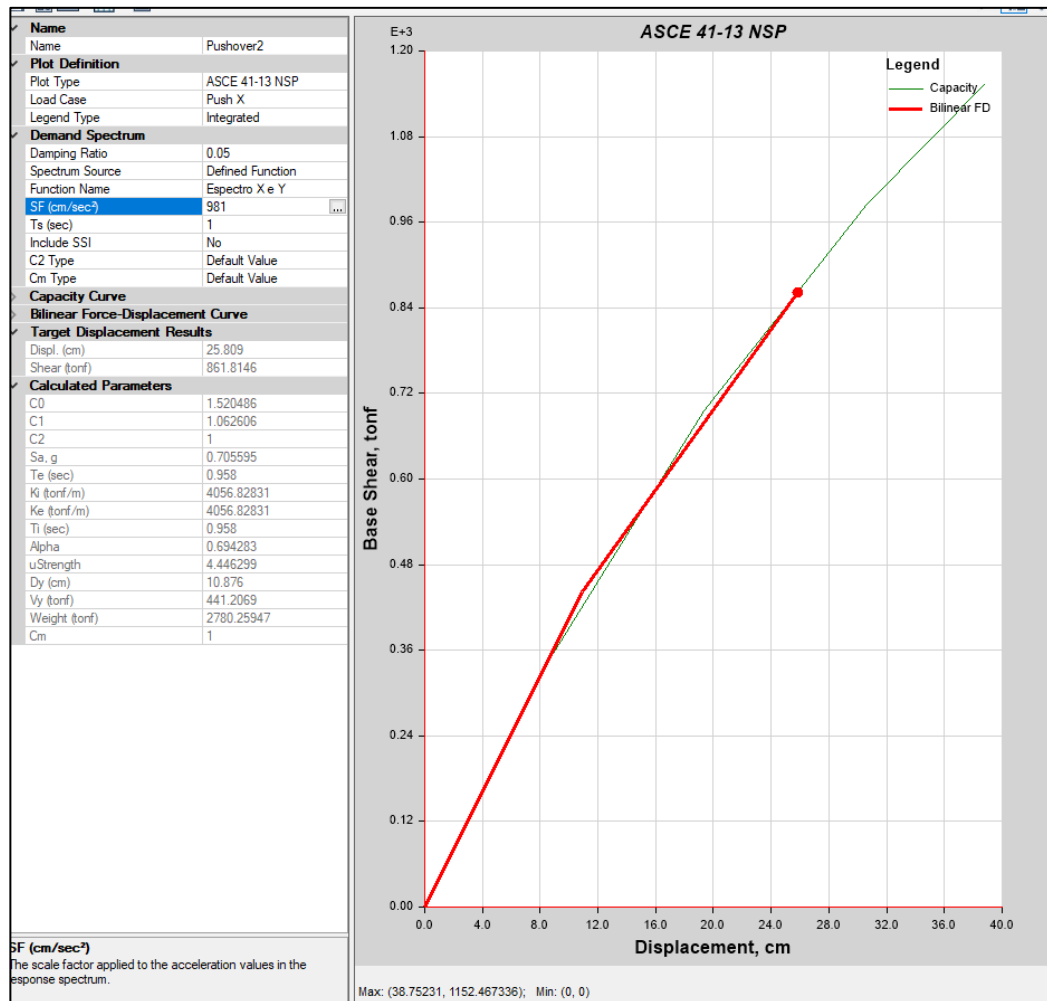 Name
Name Pushover2
Plot Definition
Plot Type ASCE 41-13 NSP
Load Case Push X
Legend Type Integrated
Demand Spectrum
Damping Ratio 0.05
Spectrum Source Defined Function
Function Name Espectro X e Y
SF (cm/sec²) 981 ...
Ts (sec) 1
Include SSI No
C2 Type Default Value
Cm Type Default Value
Capacity Curve
Bilinear Force-Displacement Curve
Target Displacement Results
Displ. (cm) 25.809
Shear (tonf) 861.8146
Calculated Parameters
C0 1.520486
C1 1.062606
C2 1
Sa, g 0.705595
Te (sec) 0.958
Ki (tonf/m) 4056.82831
Ke (tonf/m) 4056.82831
Ti (sec) 0.958
Alpha 0.694283
uStrength 4.446299
Dy (cm) 10.876
Vy (tonf) 441.2069
Weight (tonf) 2780.25947
Cm 1
SF (cm/sec²)
The scale factor applied to the acceleration values in the
response spectrum.
ASCE 41-13 NSP
E+3
1.20
1.08
0.96
0.84
0.72
0.60
0.48
0.36
0.24
0.12
0.00
Base Shear, tonf
Legend
Capacity
Bilinear FD
0.0 4.0 8.0 12.0 16.0 20.0 24.0 28.0 32.0 36.0 40.0
Displacement, cm
Max: (38.75231, 1152.467336); Min: (0, 0)